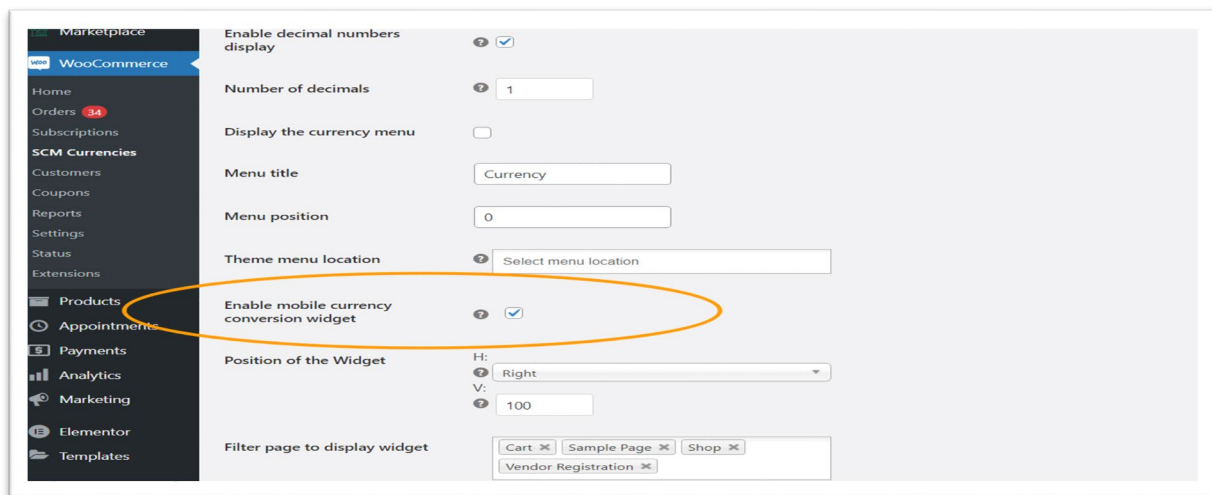 Marketplace
WooCommerce
Home
Orders 34
Subscriptions
SCM Currencies
Customers
Coupons
Reports
Settings
Status
Extensions
Products
Appointments
Payments
Analytics
Marketing
Elementor
Templates
Enable decimal numbers
display
Number of decimals
1
Display the currency menu
Menu title
Currency
Menu position
0
Theme menu location
Select menu location
Enable mobile currency
conversion widget
Position of the Widget
H:
Right
V:
100
Filter page to display widget
Cart
Sample Page
Shop
Vendor Registration